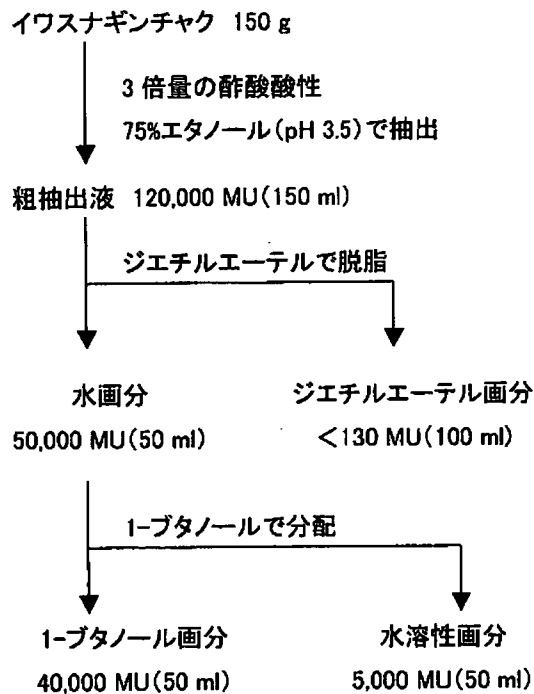 イワスナギンチャク 150 g
3 倍量の酢酸酸性
75%エタノール(pH 3.5)で抽出
粗抽出液 120,000 MU(150 ml)
ジエチルエーテルで脱脂
水画分
50,000 MU(50 ml)
ジエチルエーテル画分
<130 MU(100 ml)
1-ブタノールで分配
1-ブタノール画分
40,000 MU(50 ml)
水溶性画分
5,000 MU(50 ml)